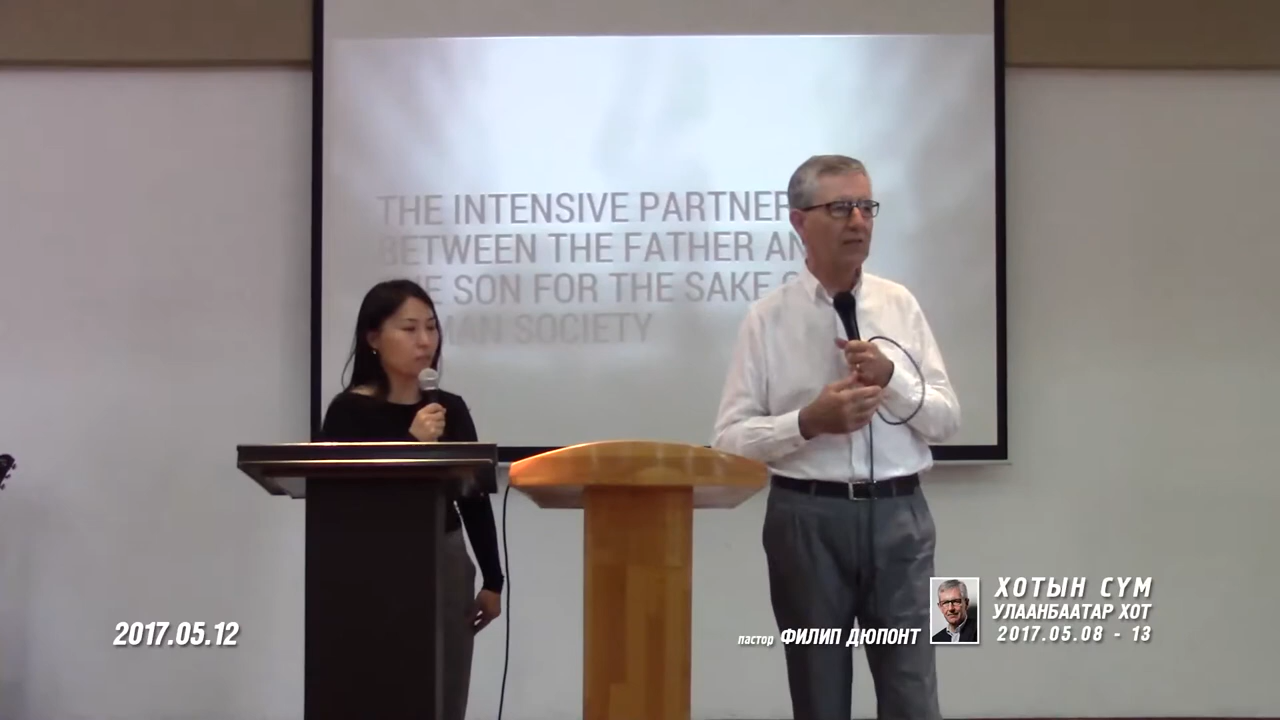 THE INTENSIVE PARTNER
BETWEEN THE FATHER AN
SON FOR THE SAKE
SOCIETY
2017.05.12
пастор ФИЛИП ДЮПОНТ
ХОТЫН СҮМ
УЛААНБААТАР ХОТ
2017.05.08 - 13